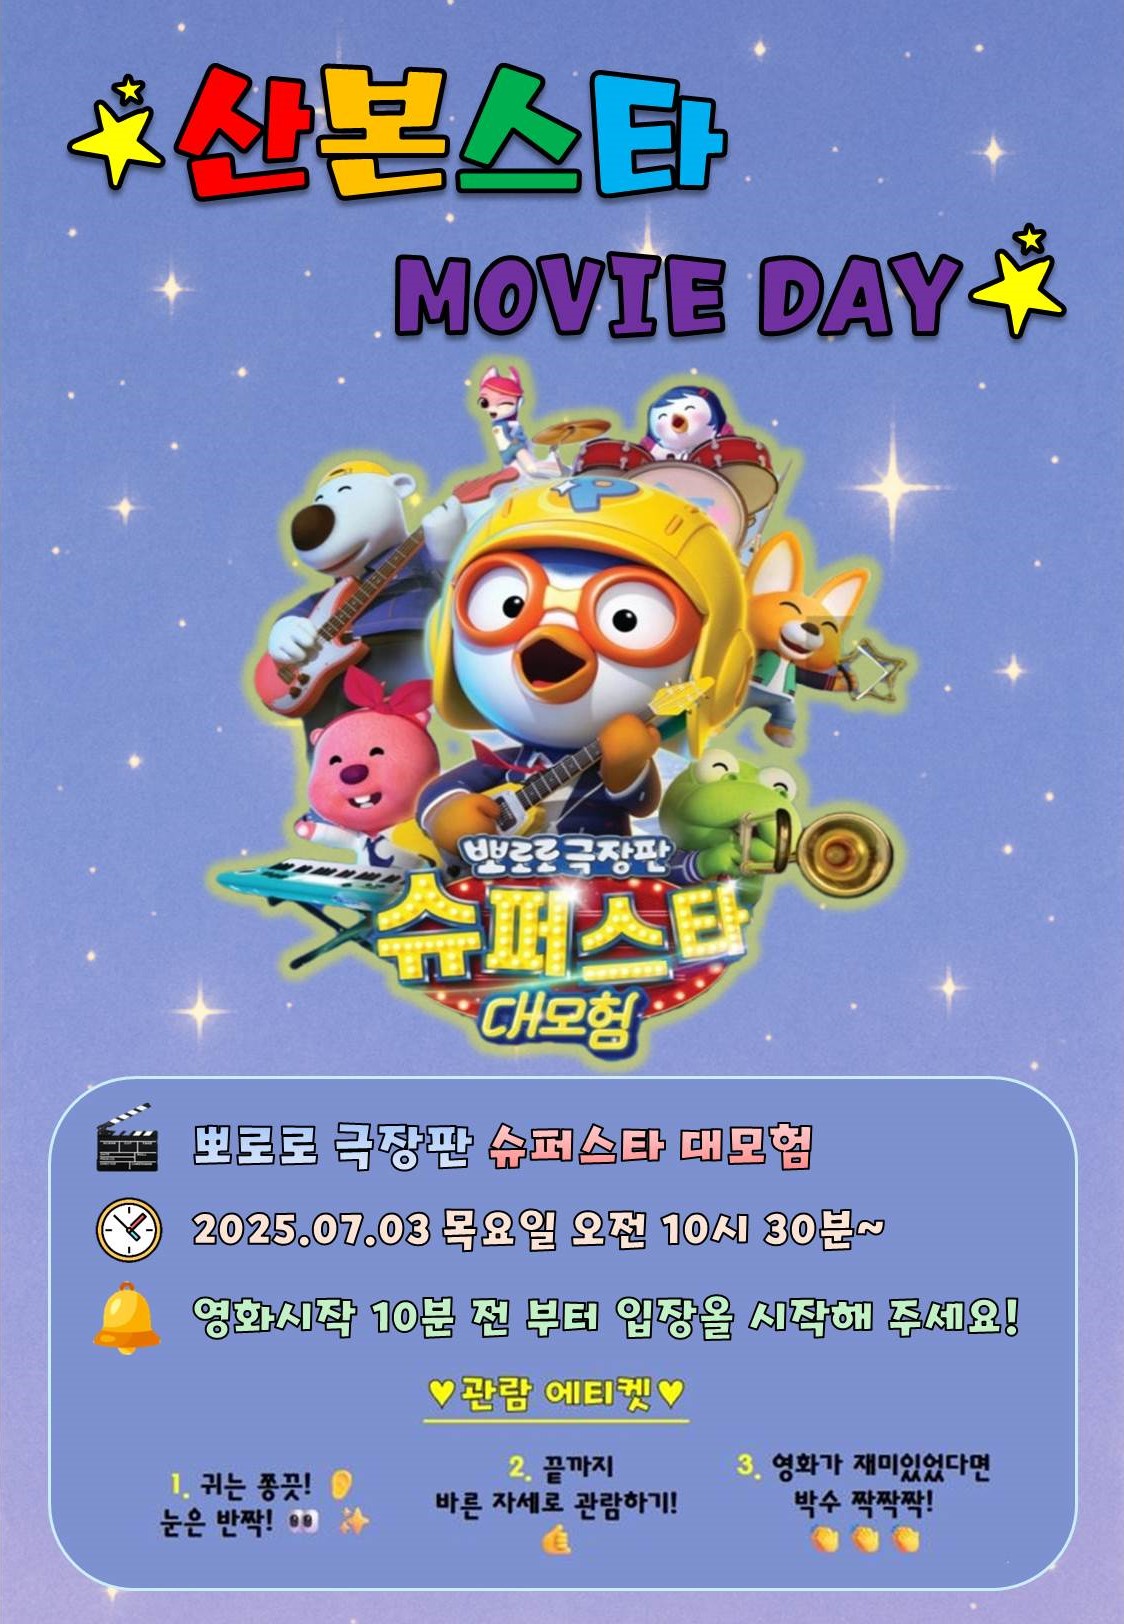 산본스타
MOVIE DAY
P
뽀로로 극장판
슈퍼스타
대모험
뽀로로 극장판 슈퍼스타 대모험
2025.07.03 목요일 오전 10시 30분~
영화시작 10분 전 부터 입장을 시작해 주세요!
♥관람 에티켓♥
1. 귀는 쫑긋! 👂
눈은 반짝! 👀 ✨
2. 끝까지
바른 자세로 관람하기!
🤙
3. 영화가 재미있었다면
박수 짝짝짝!
👏 👏 👏